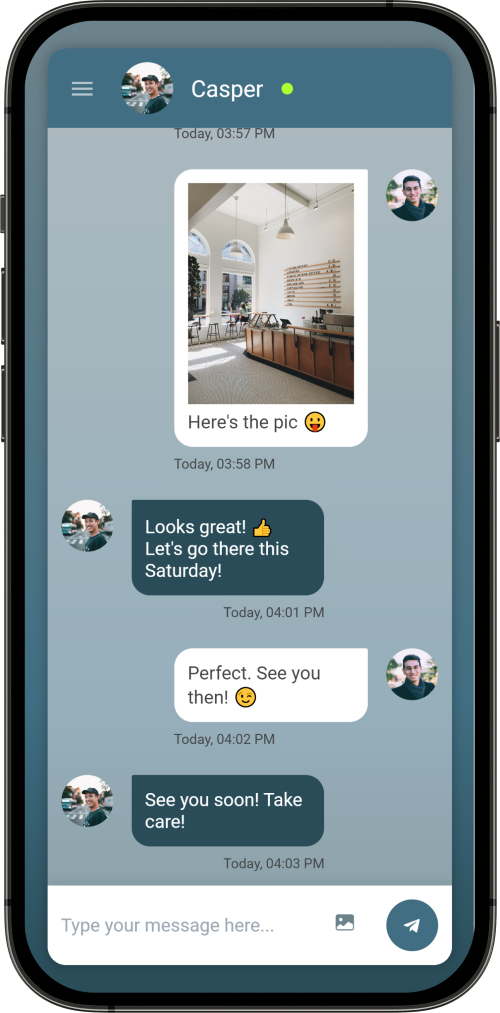 Casper
Today, 03:57 PM
Here's the pic 😛
Today, 03:58 PM
Looks great! 👍
Let's go there this
Saturday!
Today, 04:01 PM
Perfect. See you
then! 😉
Today, 04:02 PM
See you soon! Take
care!
Today, 04:03 PM
Type your message here...